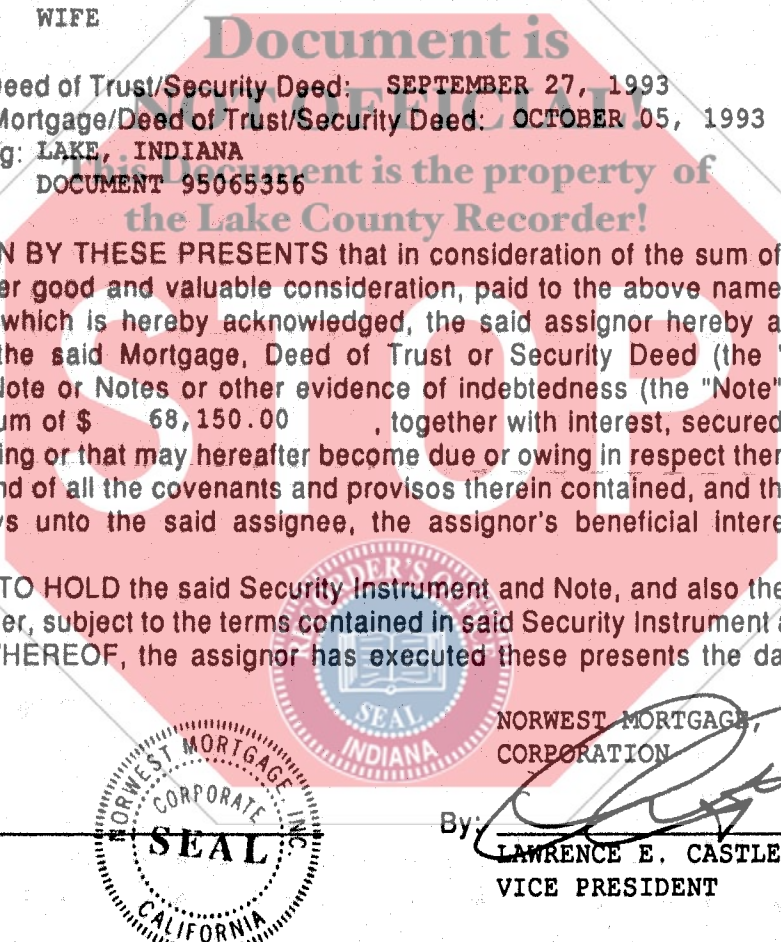 WIFE
Document is
eed of Trust/Security Deed: SEPTEMBER 27, 1993
NOT OFFICIAL!
Mortgage/Deed of Trust/Security Deed: OCTOBER 05, 1993
g: LAKE, INDIANA
This Document is the property of
DOCUMENT 95065356
the Lake County Recorder!
N BY THESE PRESENTS that in consideration of the sum of
er good and valuable consideration, paid to the above name
which is hereby acknowledged, the said assignor hereby a
the said Mortgage, Deed of Trust or Security Deed (the "
Note or Notes or other evidence of indebtedness (the "Note"
um of $ 68,150.00 , together with interest, secured
ing or that may hereafter become due or owing in respect ther
nd of all the covenants and provisos therein contained, and th
ys unto the said assignee, the assignor's beneficial intere
STOP
TO HOLD the said Security Instrument and Note, and also the
er, subject to the terms contained in said Security Instrument a
THEREOF, the assignor has executed these presents the da
RECORDER'S OFFICE
SEAL
INDIANA
NORWEST MORTGAGE,
CORPORATION
NORWEST MORTGAGE, INC
CORPORATE
SEAL
CALIFORNIA
By:
LAWRENCE E. CASTLE
VICE PRESIDENT